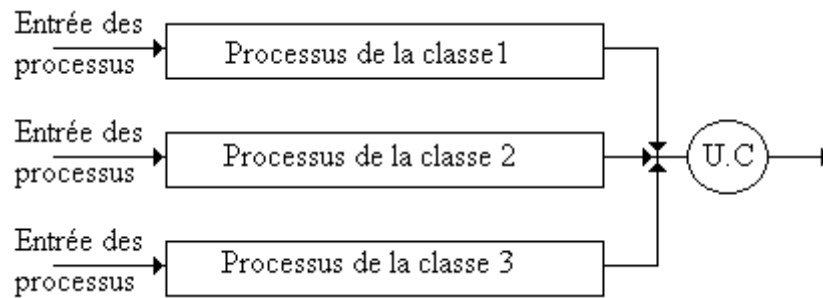 Entrée des
processus
Processus de la classe1
Entrée des
processus
Processus de la classe 2
U.C
Entrée des
processus
Processus de la classe 3